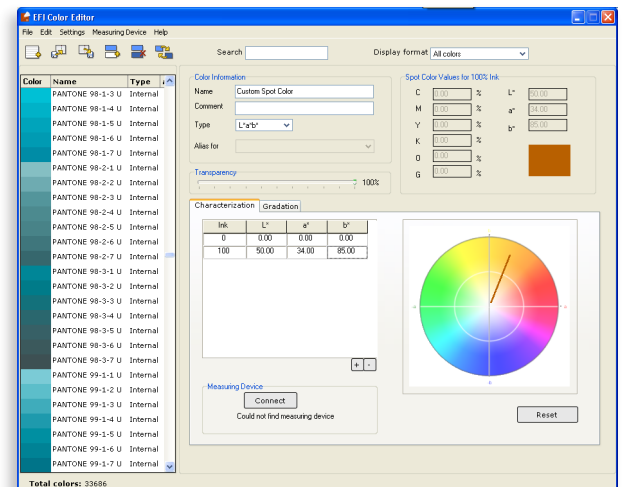 EFI Color Editor
File Edit Settings Measuring Device Help
Search
Display format All colors
Color Name Type
PANTONE 98-1-3 U Internal
PANTONE 98-1-4 U Internal
PANTONE 98-1-5 U Internal
PANTONE 98-1-6 U Internal
PANTONE 98-1-7 U Internal
PANTONE 98-2-1 U Internal
PANTONE 98-2-2 U Internal
PANTONE 98-2-3 U Internal
PANTONE 98-2-4 U Internal
PANTONE 98-2-5 U Internal
PANTONE 98-2-6 U Internal
PANTONE 98-2-7 U Internal
PANTONE 98-3-1 U Internal
PANTONE 98-3-2 U Internal
PANTONE 98-3-3 U Internal
PANTONE 98-3-4 U Internal
PANTONE 98-3-5 U Internal
PANTONE 98-3-6 U Internal
PANTONE 98-3-7 U Internal
PANTONE 99-1-1 U Internal
PANTONE 99-1-2 U Internal
PANTONE 99-1-3 U Internal
PANTONE 99-1-4 U Internal
PANTONE 99-1-5 U Internal
PANTONE 99-1-6 U Internal
PANTONE 99-1-7 U Internal
Total colors: 33686
Color Information
Name Custom Spot Color
Comment
Type L*a*b*
Alias for
Transparency
100%
Spot Color Values for 100% Ink
C 0.00 % L* 50.00
M 0.00 % a* 34.00
Y 0.00 % b* 85.00
K 0.00 %
O 0.00 %
G 0.00 %
Characterization Gradation
Ink L* a* b*
0 0.00 0.00 0.00
100 50.00 34.00 85.00
+ -
Measuring Device
Connect
Could not find measuring device
Reset